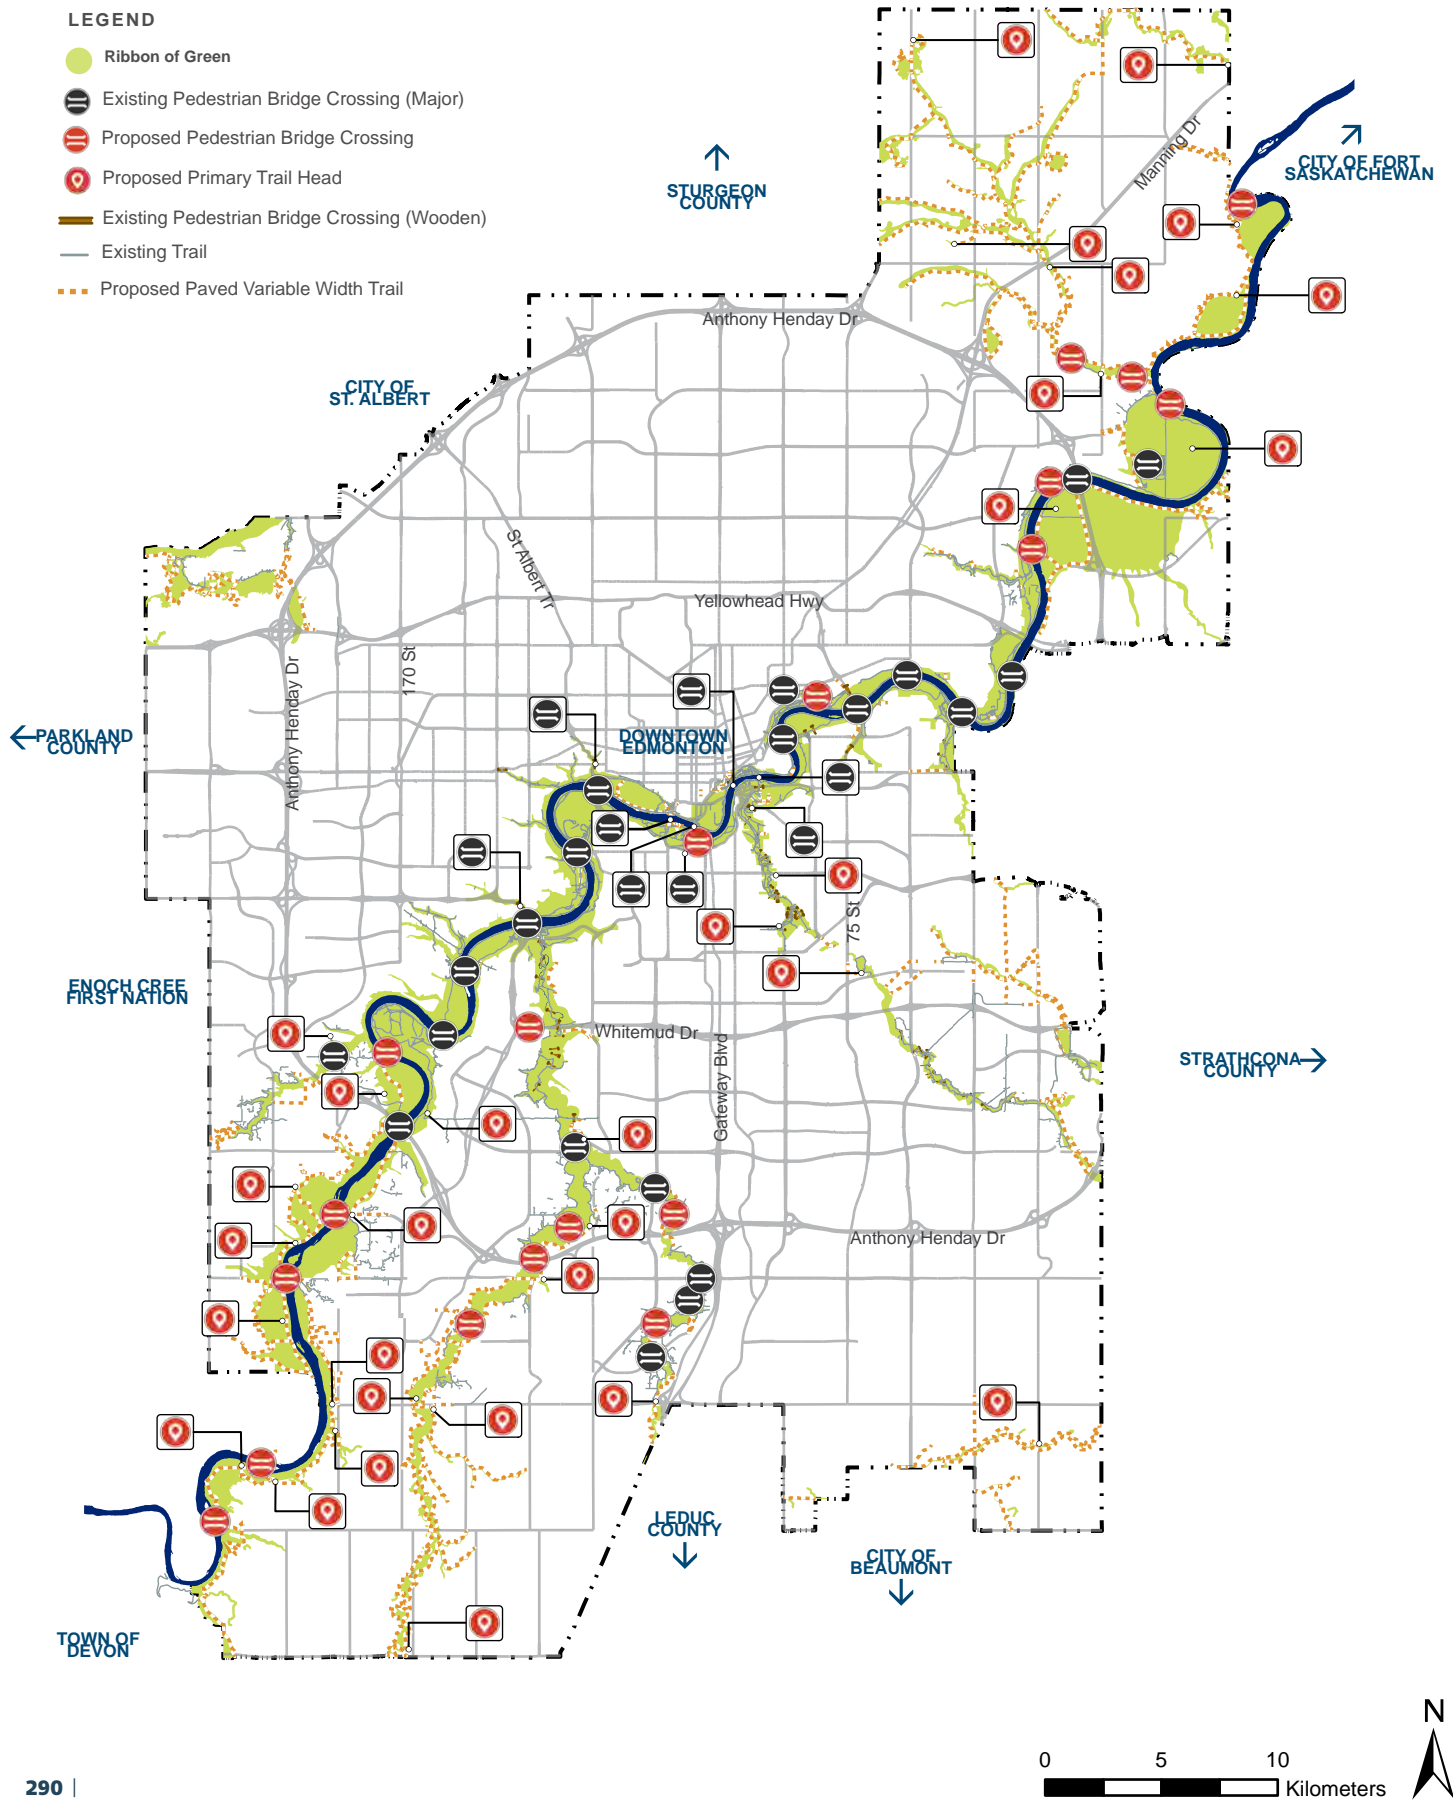 LEGEND
Ribbon of Green
Existing Pedestrian Bridge Crossing (Major)
Proposed Pedestrian Bridge Crossing
Proposed Primary Trail Head
Existing Pedestrian Bridge Crossing (Wooden)
Existing Trail
Proposed Paved Variable Width Trail
Manning Dr
CITY OF FORT
SASKATCHEWAN
STURGEON
COUNTY
Anthony Henday Dr
CITY OF
ST. ALBERT
St Albert Tr
Yellowhead Hwy
170 St
Anthony Henday Dr
PARKLAND
COUNTY
DOWNTOWN
EDMONTON
75 St
ENOCH CREE
FIRST NATION
Whitemud Dr
Gateway Blvd
STRATHCONA
COUNTY
Anthony Henday Dr
LEDUC
COUNTY
CITY OF
BEAUMONT
TOWN OF
DEVON
N
0 5 10
Kilometers
290 |